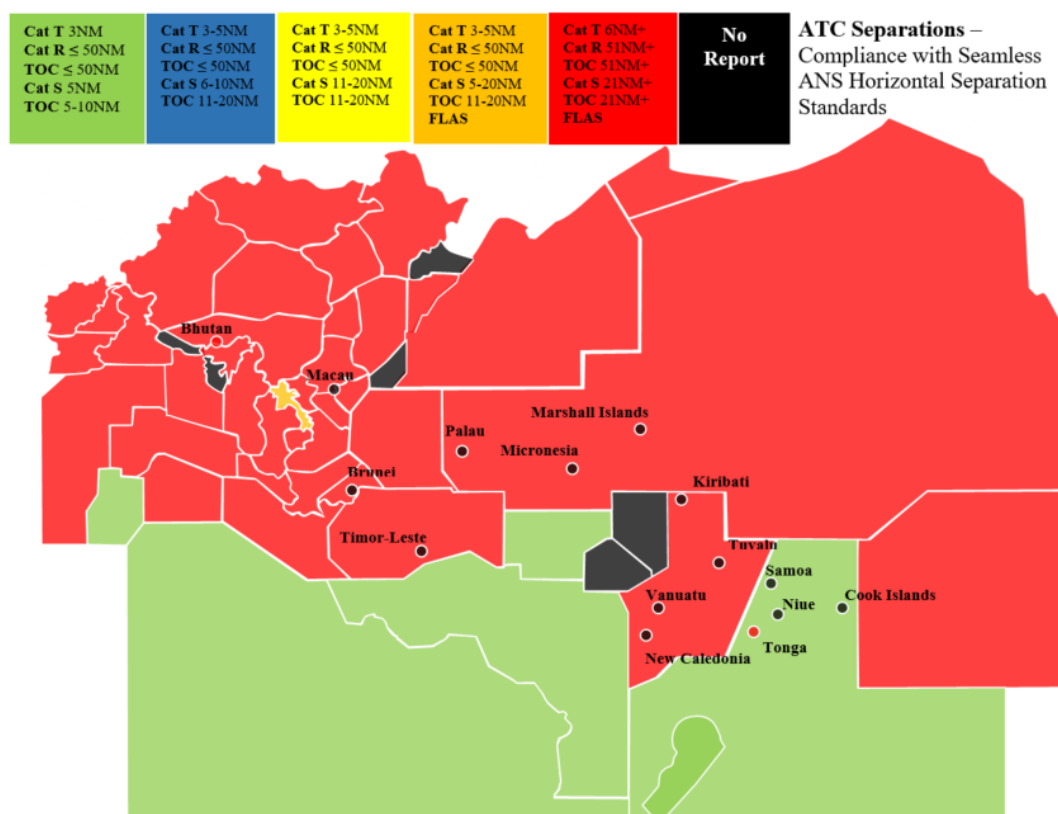 Cat T 3NM
Cat R ≤ 50NM
TOC ≤ 50NM
Cat S 5NM
TOC 5-10NM
Cat T 3-5NM
Cat R ≤ 50NM
TOC ≤ 50NM
Cat S 6-10NM
TOC 11-20NM
Cat T 3-5NM
Cat R ≤ 50NM
TOC ≤ 50NM
Cat S 11-20NM
TOC 11-20NM
Cat T 3-5NM
Cat R ≤ 50NM
TOC ≤ 50NM
Cat S 5-20NM
TOC 11-20NM
FLAS
Cat T 6NM+
Cat R 51NM+
TOC 51NM+
Cat S 21NM+
TOC 21NM+
FLAS
No
Report
ATC Separations –
Compliance with Seamless
ANS Horizontal Separation
Standards
Bhutan
Macau
Marshall Islands
Palau
Micronesia
Brunei
Kiribati
Timor-Leste
Tuvalu
Samoa
Vanuatu
Niue
Cook Islands
New Caledonia
Tonga